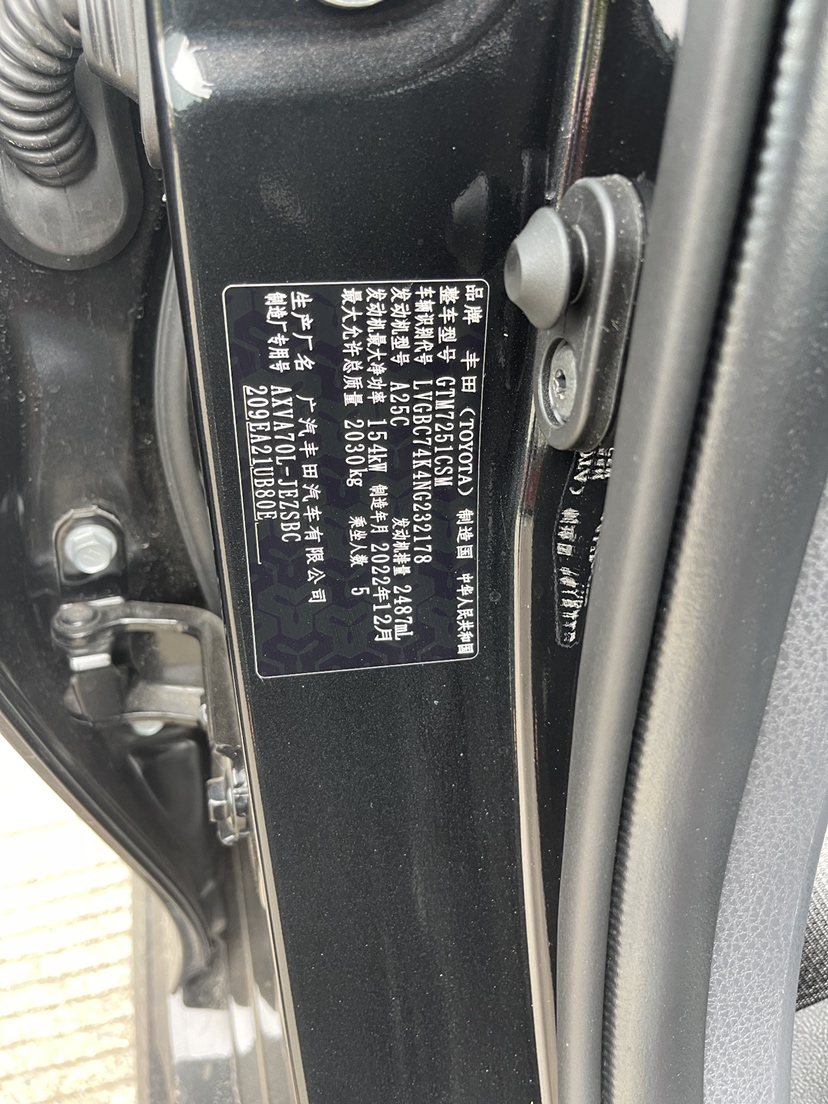 品牌 丰田（TOYOTA） 制造国 中华人民共和国
整车型号 GTM7251CSM
车辆识别代号 LVGBC74K4NG232178
发动机型号 A25C 发动机排量 2487mL
发动机最大净功率 154kW 制造年月 2022年12月
最大允许总质量 2030kg 乘坐人数 5
生产厂名 广汽丰田汽车有限公司
制造厂专用号 AXVA70L-JEZSBC
209EA21UB80E